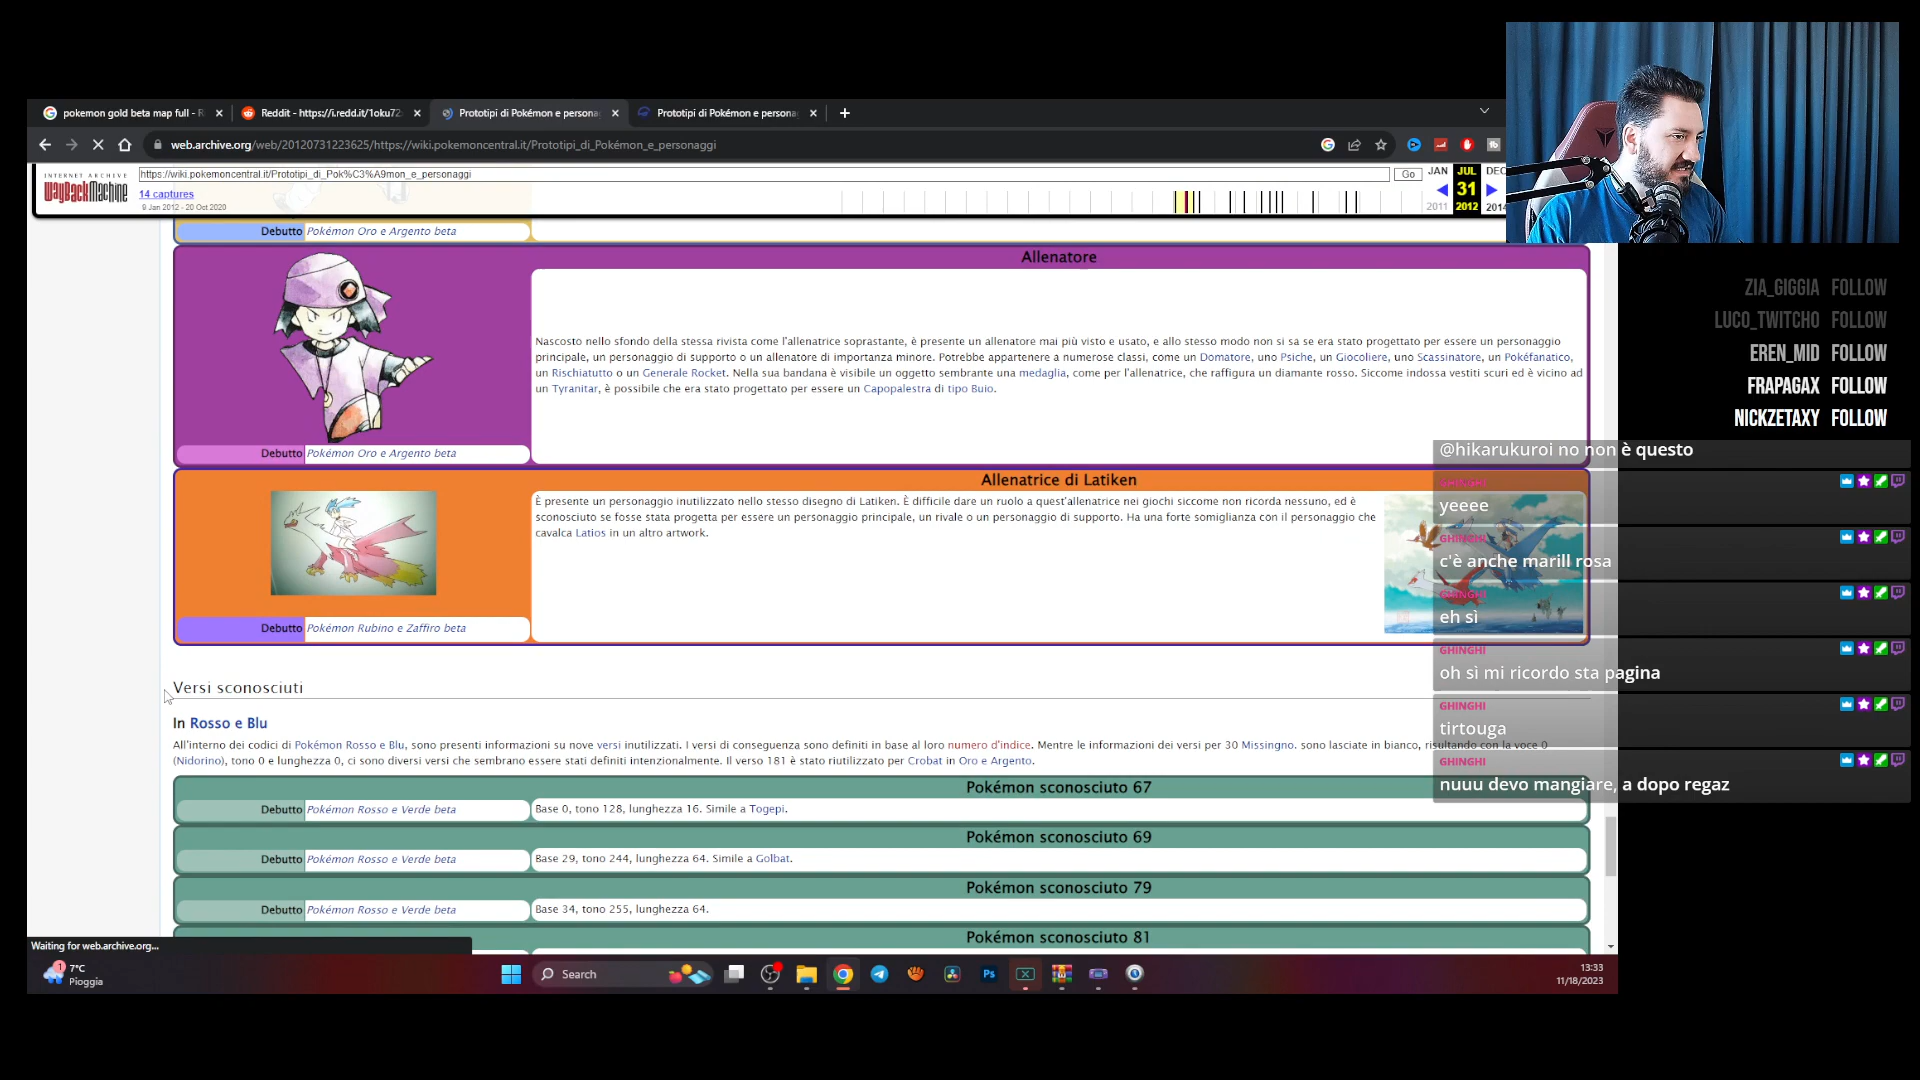 pokemon gold beta map full - R
Reddit - https://i.redd.it/1oku72
Prototipi di Pokémon e persona
Prototipi di Pokémon e persona
web.archive.org/web/20120731223625/https://wiki.pokemoncentral.it/Prototipi_di_Pokémon_e_personaggi
INTERNET ARCHIVE
WayBackMachine
https://wiki.pokemoncentral.it/Prototipi_di_Pok%C3%A9mon_e_personaggi
Go
JAN
JUL
DEC
14 captures
31
9 Jan 2012 - 20 Oct 2020
2011
2012
2014
Debutto Pokémon Oro e Argento beta
Allenatore
Nascosto nello sfondo della stessa rivista come l'allenatrice soprastante, è presente un allenatore mai più visto e usato, e allo stesso modo non si sa se era stato progettato per essere un personaggio
principale, un personaggio di supporto o un allenatore di importanza minore. Potrebbe appartenere a numerose classi, come un Domatore, uno Psiche, un Giocoliere, uno Scassinatore, un Pokéfanatico,
un Rischiatutto o un Generale Rocket. Nella sua bandana è visibile un oggetto sembrante una medaglia, come per l'allenatrice, che raffigura un diamante rosso. Siccome indossa vestiti scuri ed è vicino ad
un Tyranitar, è possibile che era stato progettato per essere un Capopalestra di tipo Buio.
Debutto Pokémon Oro e Argento beta
Allenatrice di Latiken
È presente un personaggio inutilizzato nello stesso disegno di Latiken. È difficile dare un ruolo a quest'allenatrice nei giochi siccome non ricorda nessuno, ed è
sconosciuto se fosse stata progetta per essere un personaggio principale, un rivale o un personaggio di supporto. Ha una forte somiglianza con il personaggio che
cavalca Latios in un altro artwork.
Debutto Pokémon Rubino e Zaffiro beta
Versi sconosciuti
In Rosso e Blu
All'interno dei codici di Pokémon Rosso e Blu, sono presenti informazioni su nove versi inutilizzati. I versi di conseguenza sono definiti in base al loro numero d'indice. Mentre le informazioni dei versi per 30 Missingno. sono lasciate in bianco, risultando con la voce 0
(Nidorino), tono 0 e lunghezza 0, ci sono diversi versi che sembrano essere stati definiti intenzionalmente. Il verso 181 è stato riutilizzato per Crobat in Oro e Argento.
Pokémon sconosciuto 67
Debutto Pokémon Rosso e Verde beta
Base 0, tono 128, lunghezza 16. Simile a Togepi.
Pokémon sconosciuto 69
Debutto Pokémon Rosso e Verde beta
Base 29, tono 244, lunghezza 64. Simile a Golbat.
Pokémon sconosciuto 79
Debutto Pokémon Rosso e Verde beta
Base 34, tono 255, lunghezza 64.
Pokémon sconosciuto 81
Waiting for web.archive.org...
1
7°C
Pioggia
Search
Ps
13:33
11/18/2023
ZIA_GIGGIA FOLLOW
LUCO_TWITCHO FOLLOW
EREN_MID FOLLOW
FRAPAGAX FOLLOW
NICKZETAXY FOLLOW
@hikarukuroi no non è questo
GHINGHI
yeeee
GHINGHI
c'è anche marill rosa
GHINGHI
eh sì
GHINGHI
oh sì mi ricordo sta pagina
GHINGHI
tirtouga
GHINGHI
nuuu devo mangiare, a dopo regaz